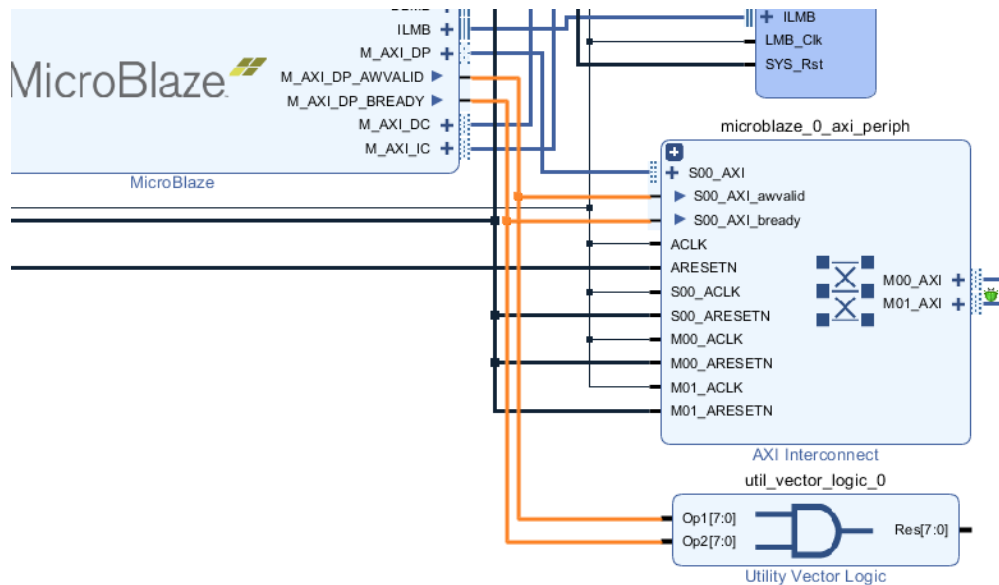 ILMB
M_AXI_DP
M_AXI_DP_AWVALID
M_AXI_DP_BREADY
M_AXI_DC
M_AXI_IC
MicroBlaze
MicroBlaze
ILMB
LMB_Clk
SYS_Rst
microblaze_0_axi_periph
S00_AXI
S00_AXI_awvalid
S00_AXI_bready
ACLK
ARESETN
S00_ACLK
S00_ARESETN
M00_ACLK
M00_ARESETN
M01_ACLK
M01_ARESETN
M00_AXI
M01_AXI
AXI Interconnect
util_vector_logic_0
Op1[7:0]
Op2[7:0]
Res[7:0]
Utility Vector Logic